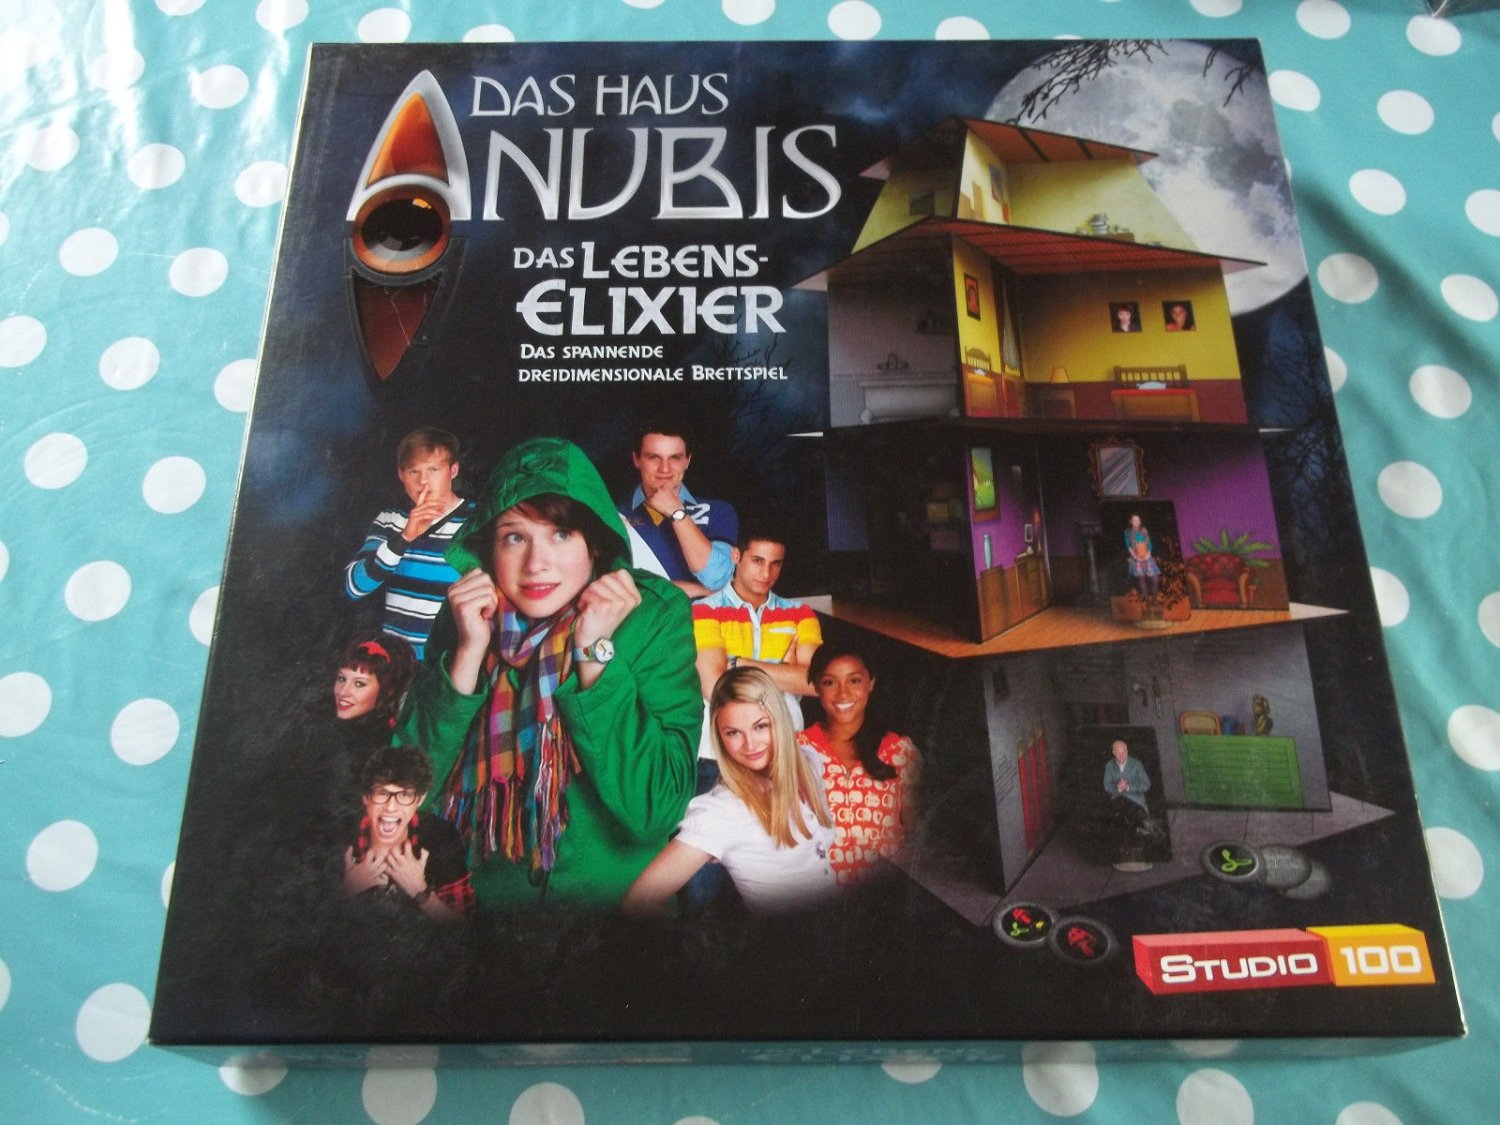 DAS HAUS
ANUBIS
DAS LEBENS-
ELIXIER
DAS SPANNENDE
DREIDIMENSIONALE BRETTSPIEL
STUDIO 100